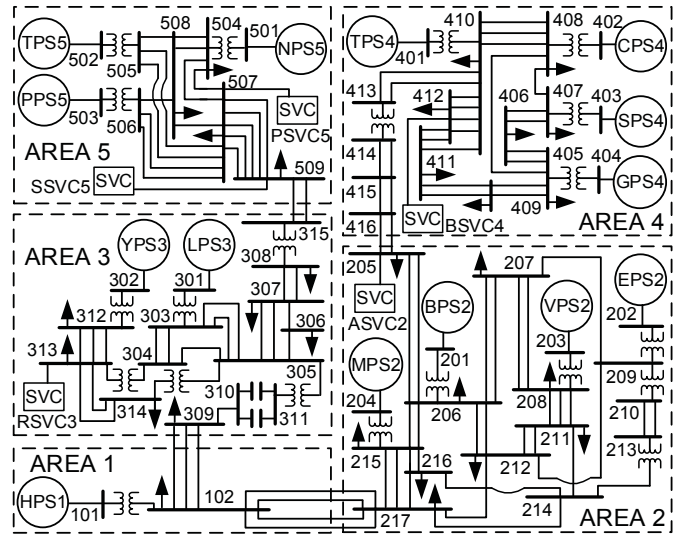 TPS5
502
505
508
504
501
NPS5
507
PPS5
503
506
SVC
PSVC5
AREA 5
SSVC5
SVC
509
TPS4
401
410
408
402
CPS4
413
412
406
407
403
SPS4
414
411
405
404
GPS4
415
416
SVC
BSVC4
409
AREA 4
AREA 3
YPS3
LPS3
315
308
302
301
307
312
303
306
313
304
305
SVC
RSVC3
314
310
311
309
205
207
EPS2
SVC
ASVC2
BPS2
VPS2
202
MPS2
201
203
209
204
206
208
210
211
213
215
216
212
214
217
AREA 2
AREA 1
HPS1
101
102